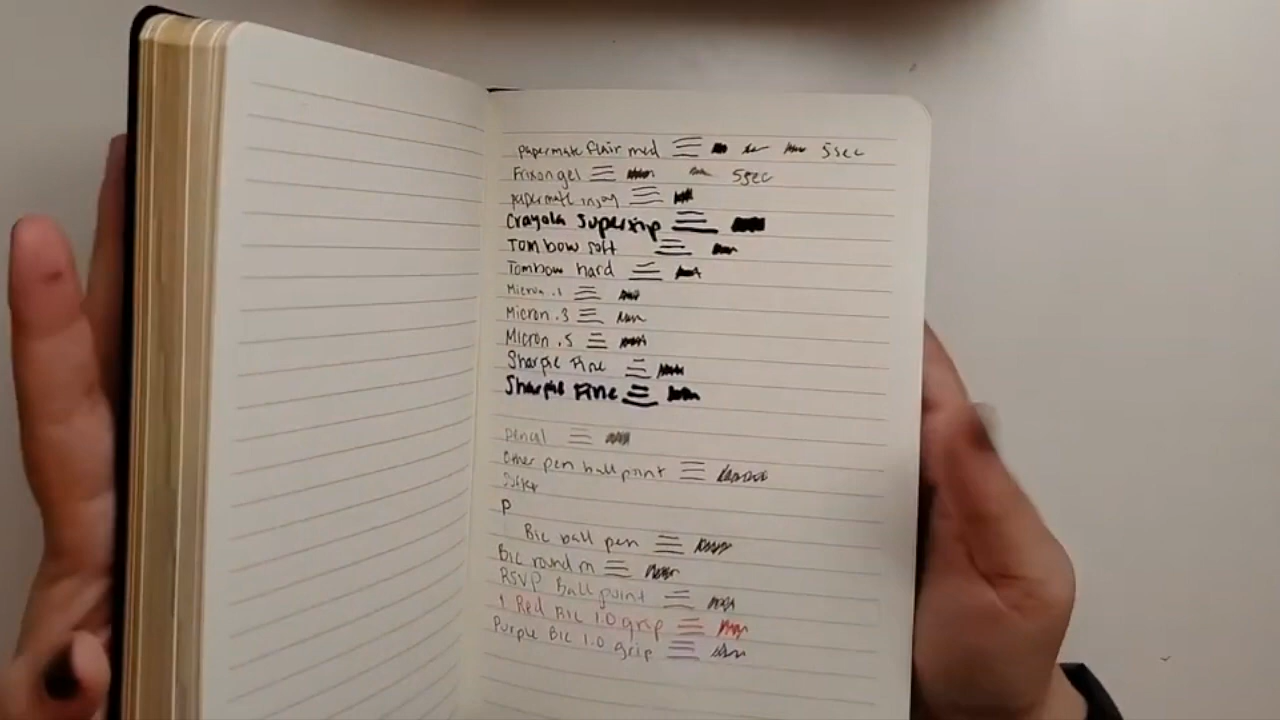 papermate flair med 5sec
Frixon gel 5sec
papermate injoy
Crayola Supertip
Tombow soft
Tombow hard
Micron .1
Micron .3
Micron .5
Sharpie Fine
Sharpie Fine
pencil
Other pen ball point
P
Bic ball pen
Bic round m
RSVP Ball point
Red BIC 1.0 grip
Purple BIC 1.0 grip